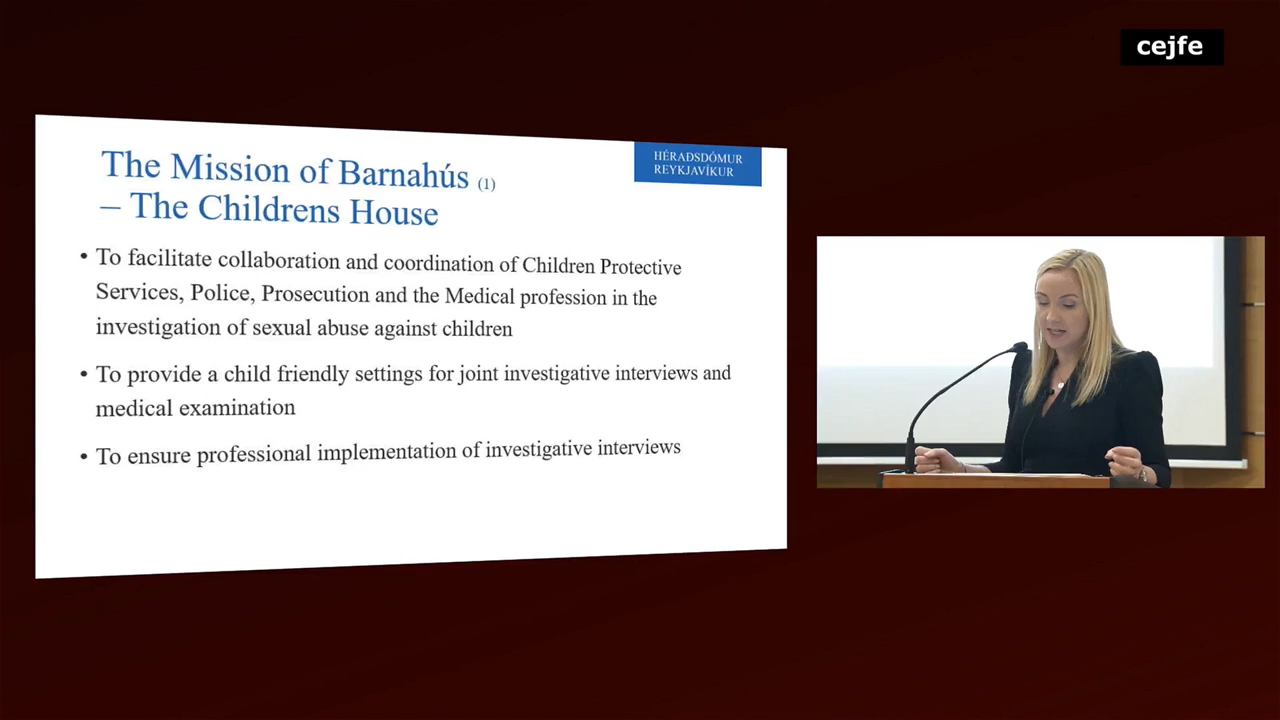 cejfe
The Mission of Barnahús (1)
– The Childrens House
HÉRAÐSDÓMUR
REYKJAVÍKUR
• To facilitate collaboration and coordination of Children Protective
Services, Police, Prosecution and the Medical profession in the
investigation of sexual abuse against children
• To provide a child friendly settings for joint investigative interviews and
medical examination
• To ensure professional implementation of investigative interviews